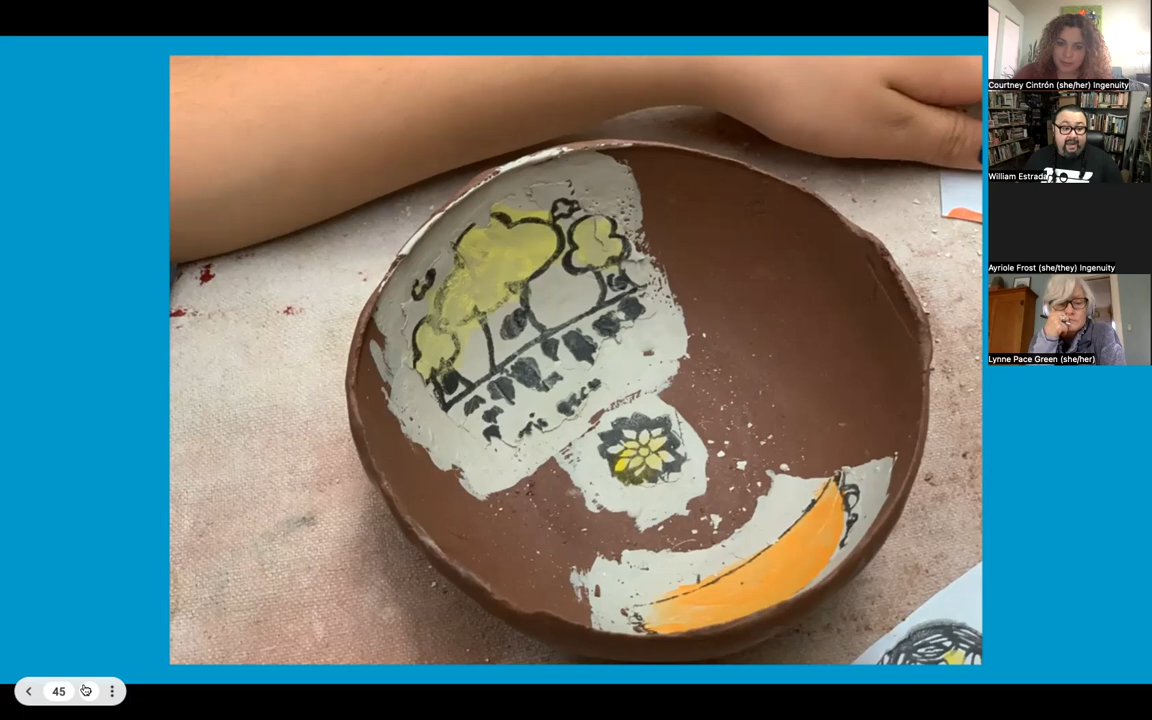 Courtney Cintrón (she/her) Ingenuity
William Estrada
Ayriole Frost (she/they) Ingenuity
Lynne Pace Green (she/her)
45